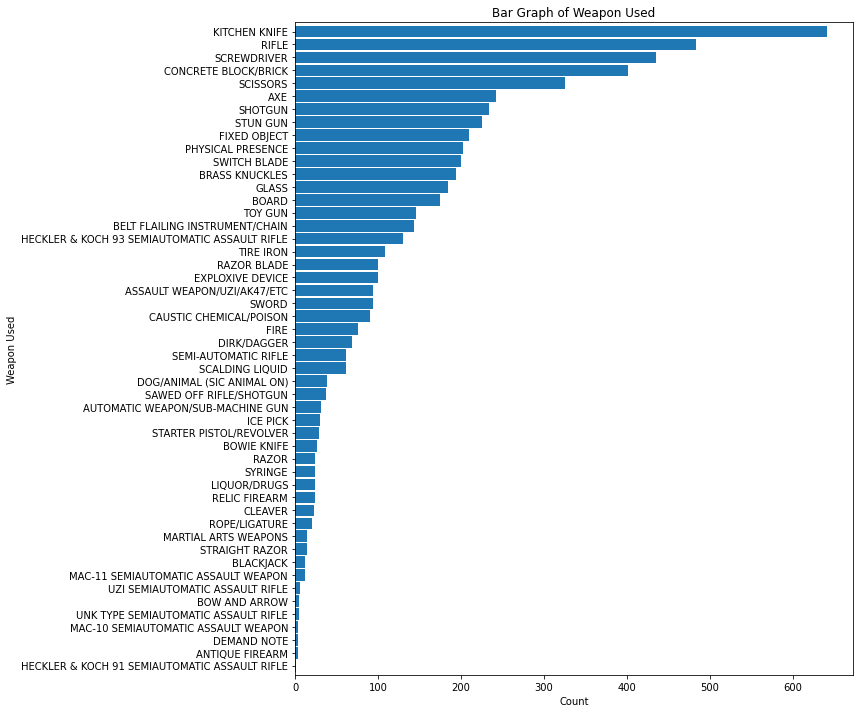 Bar Graph of Weapon Used
KITCHEN KNIFE
RIFLE
SCREWDRIVER
CONCRETE BLOCK/BRICK
SCISSORS
AXE
SHOTGUN
STUN GUN
FIXED OBJECT
PHYSICAL PRESENCE
SWITCH BLADE
BRASS KNUCKLES
GLASS
BOARD
TOY GUN
BELT FLAILING INSTRUMENT/CHAIN
HECKLER & KOCH 93 SEMIAUTOMATIC ASSAULT RIFLE
TIRE IRON
RAZOR BLADE
EXPLOXIVE DEVICE
ASSAULT WEAPON/UZI/AK47/ETC
SWORD
CAUSTIC CHEMICAL/POISON
FIRE
DIRK/DAGGER
SEMI-AUTOMATIC RIFLE
SCALDING LIQUID
DOG/ANIMAL (SIC ANIMAL ON)
SAWED OFF RIFLE/SHOTGUN
AUTOMATIC WEAPON/SUB-MACHINE GUN
ICE PICK
STARTER PISTOL/REVOLVER
BOWIE KNIFE
RAZOR
SYRINGE
LIQUOR/DRUGS
RELIC FIREARM
CLEAVER
ROPE/LIGATURE
MARTIAL ARTS WEAPONS
STRAIGHT RAZOR
BLACKJACK
MAC-11 SEMIAUTOMATIC ASSAULT WEAPON
UZI SEMIAUTOMATIC ASSAULT RIFLE
BOW AND ARROW
UNK TYPE SEMIAUTOMATIC ASSAULT RIFLE
MAC-10 SEMIAUTOMATIC ASSAULT WEAPON
DEMAND NOTE
ANTIQUE FIREARM
HECKLER & KOCH 91 SEMIAUTOMATIC ASSAULT RIFLE
Weapon Used
0 100 200 300 400 500 600
Count